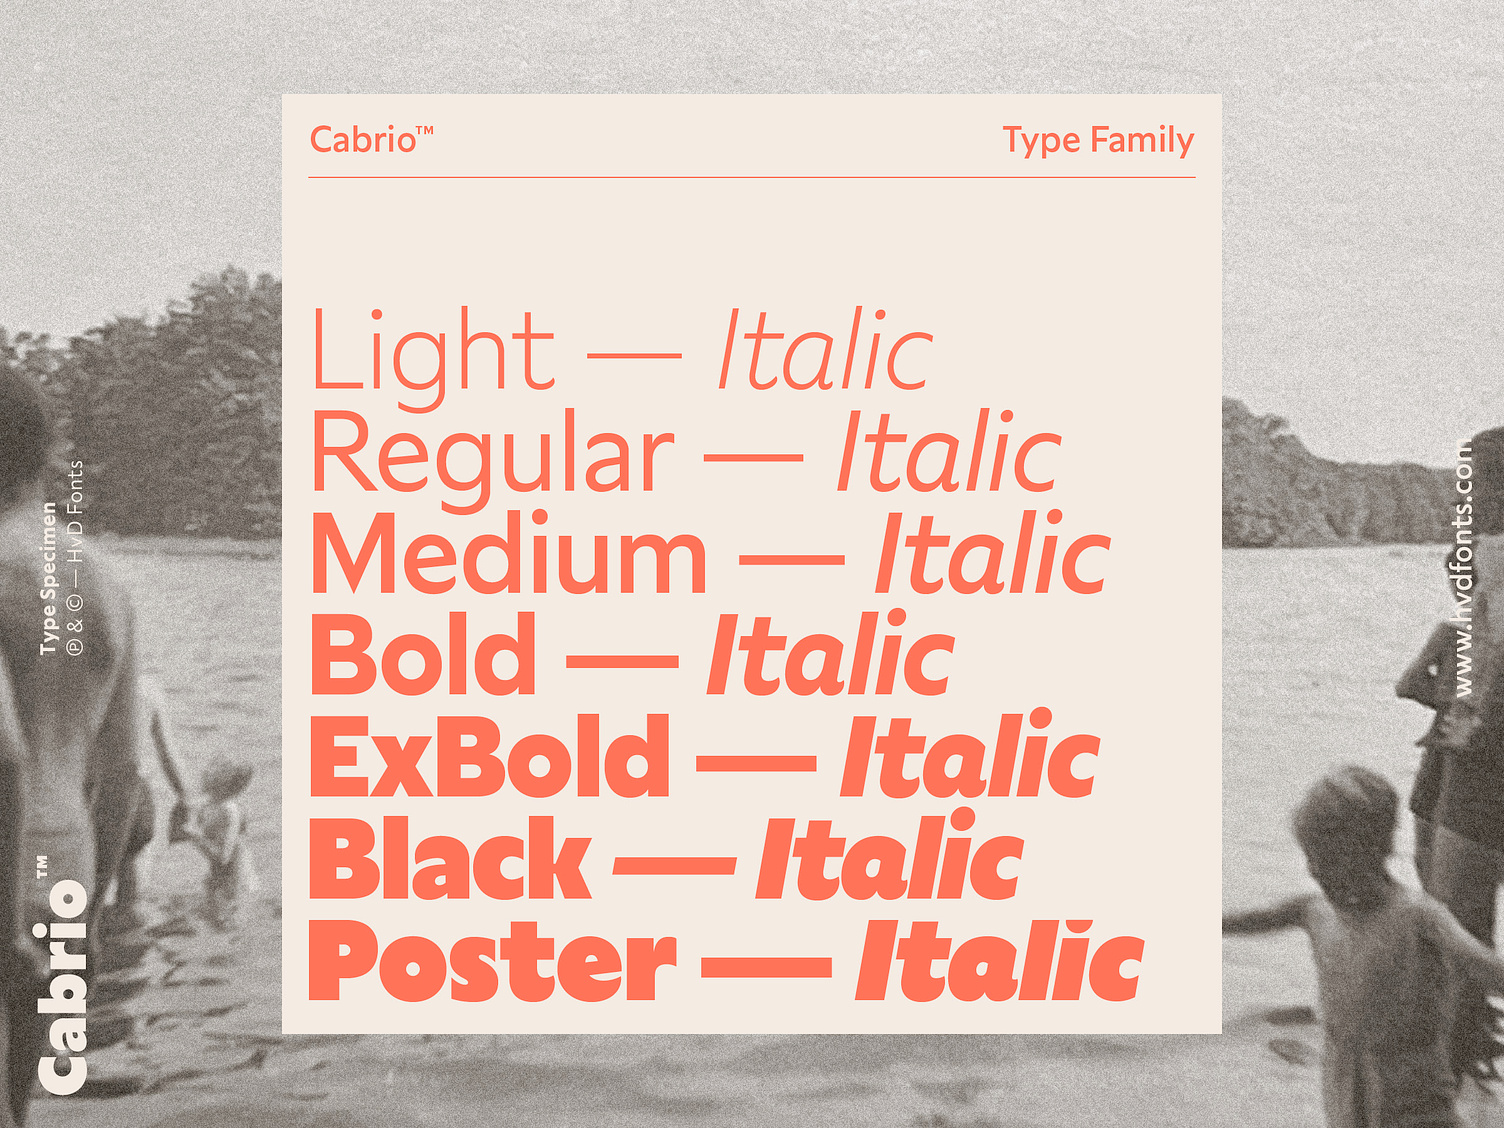 Cabrio™
Type Family
Light — Italic
Regular — Italic
Medium — Italic
Bold — Italic
ExBold — Italic
Black — Italic
Poster — Italic
Type Specimen
Ⓟ & © — HvD Fonts
Cabrio™
www.hvdfonts.com